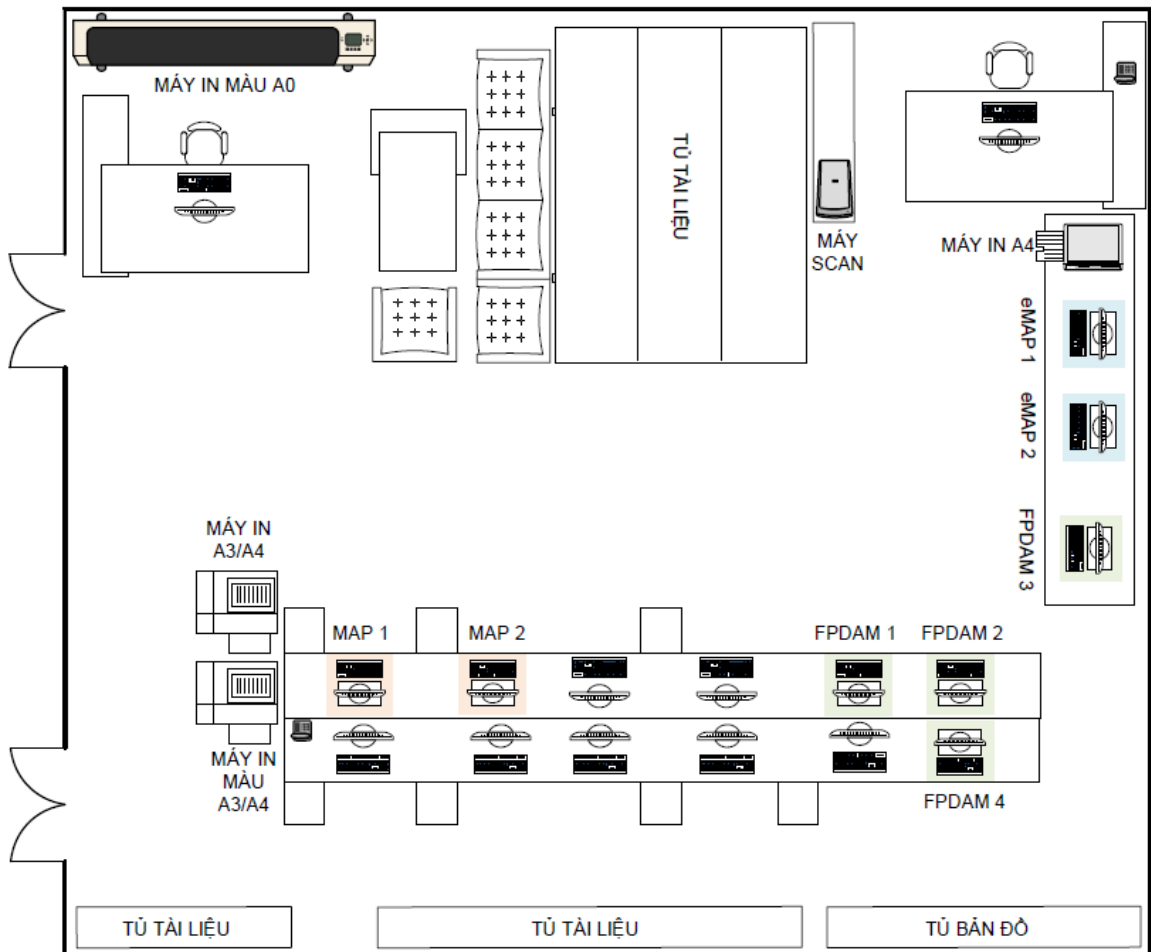 MÁY IN MÀU A0
TỦ TÀI LIỆU
MÁY
SCAN
MÁY IN A4
eMAP 1
eMAP 2
FPDAM 3
MÁY IN
A3/A4
MAP 1
MAP 2
FPDAM 1
FPDAM 2
MÁY IN
MÀU
A3/A4
FPDAM 4
TỦ TÀI LIỆU
TỦ TÀI LIỆU
TỦ BẢN ĐỒ